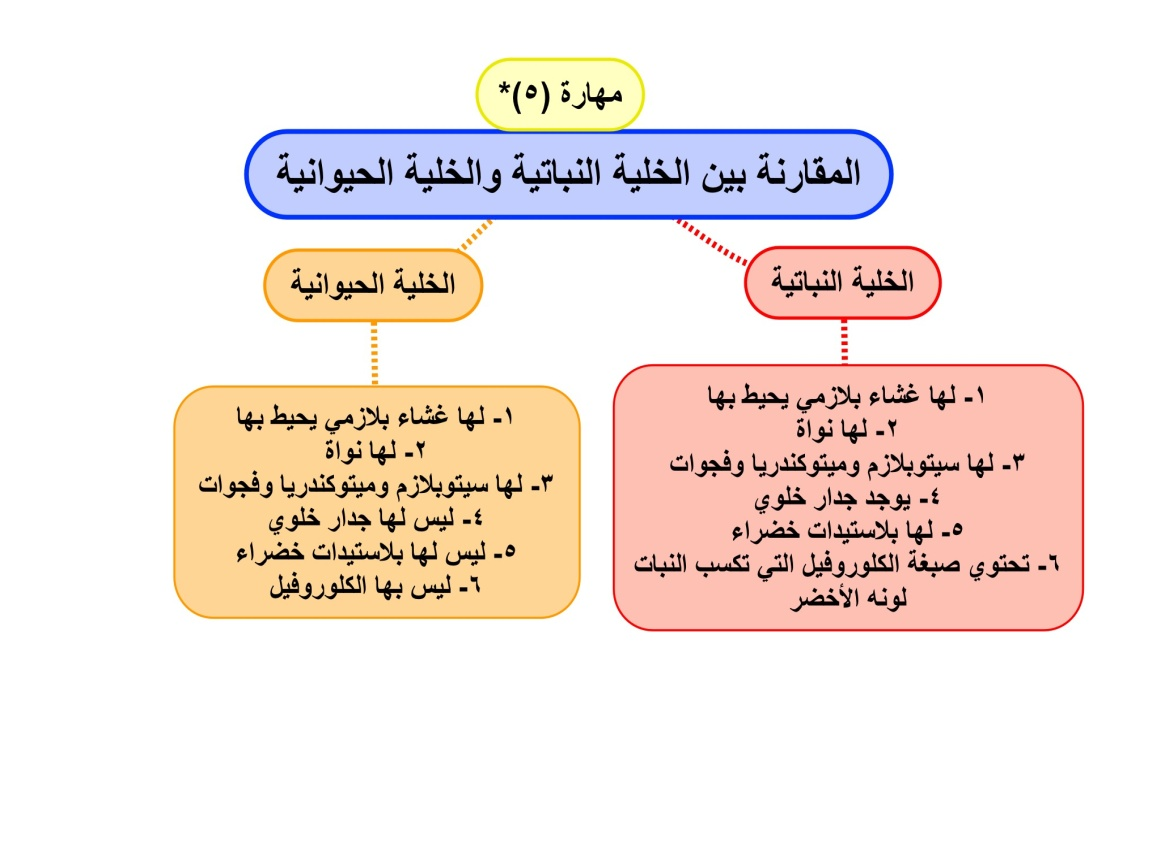 مهارة (٥)*
المقارنة بين الخلية النباتية والخلية الحيوانية
الخلية النباتية
١- لها غشاء بلازمي يحيط بها
٢- لها نواة
٣- لها سيتوبلازم وميتوكندريا وفجوات
٤- يوجد جدار خلوي
٥- لها بلاستيدات خضراء
٦- تحتوي صبغة الكلوروفيل التي تكسب النبات
لونه الأخضر
الخلية الحيوانية
١- لها غشاء بلازمي يحيط بها
٢- لها نواة
٣- لها سيتوبلازم وميتوكندريا وفجوات
٤- ليس لها جدار خلوي
٥- ليس لها بلاستيدات خضراء
٦- ليس بها الكلوروفيل